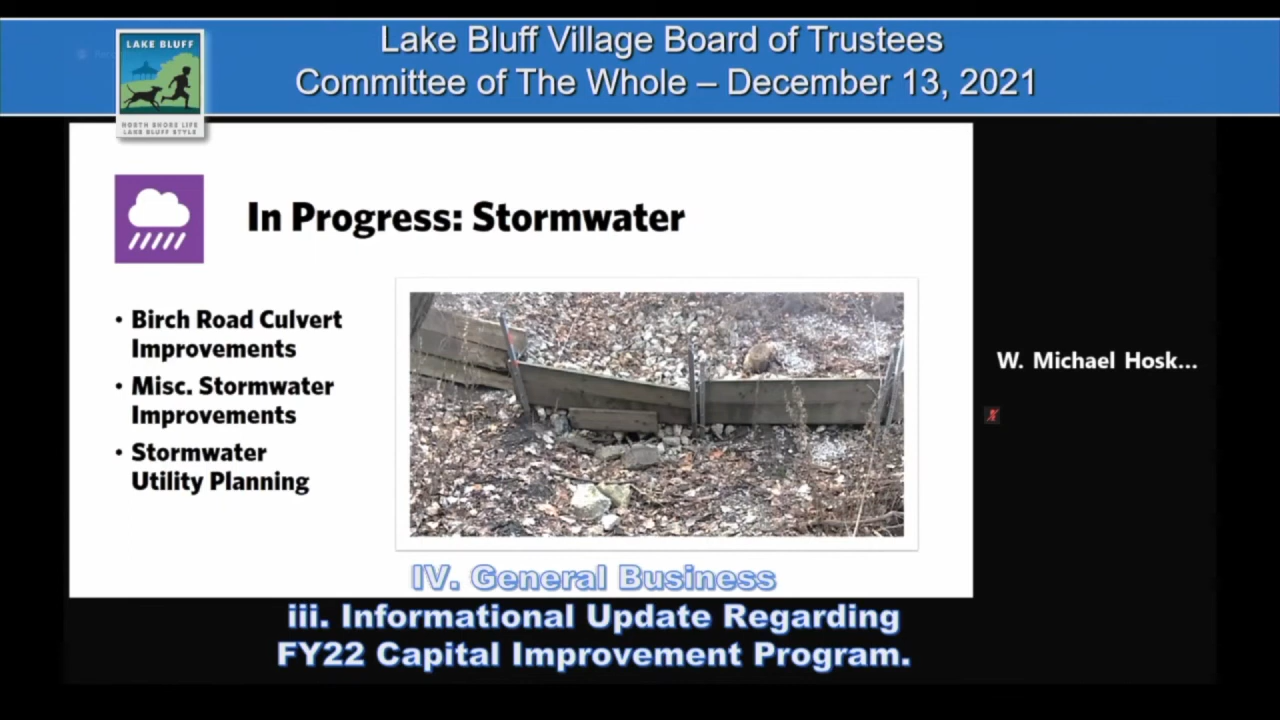 Lake Bluff Village Board of Trustees
Committee of The Whole – December 13, 2021
LAKE BLUFF
NORTH SHORE LIFE
LAKE BLUFF STYLE
In Progress: Stormwater
• Birch Road Culvert
Improvements
• Misc. Stormwater
Improvements
• Stormwater
Utility Planning
W. Michael Hosk...
IV. General Business
iii. Informational Update Regarding
FY22 Capital Improvement Program.